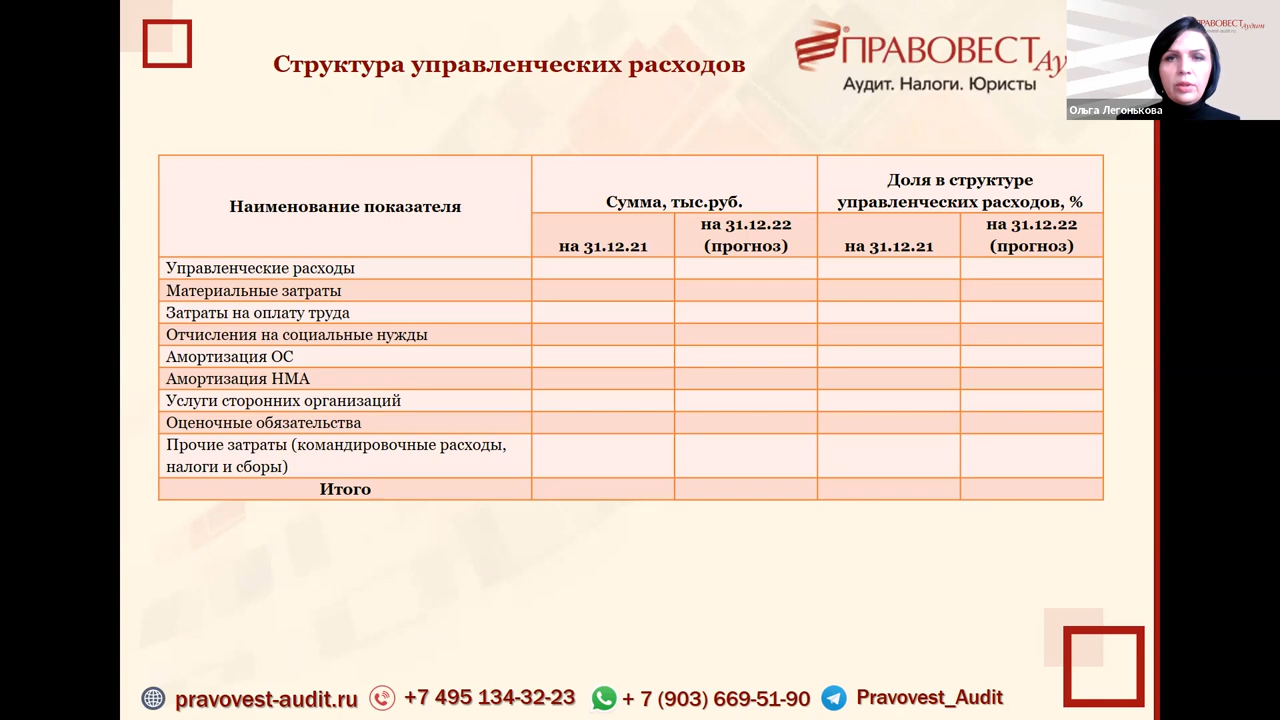 Структура управленческих расходов
ПРАВОВЕСТ
Аудит. Налоги. Юристы
Ольга Легонькова
Наименование показателя
Сумма, тыс.руб.
Доля в структуре
управленческих расходов, %
на 31.12.21
на 31.12.22
(прогноз)
на 31.12.21
на 31.12.22
(прогноз)
Управленческие расходы
Материальные затраты
Затраты на оплату труда
Отчисления на социальные нужды
Амортизация ОС
Амортизация НМА
Услуги сторонних организаций
Оценочные обязательства
Прочие затраты (командировочные расходы,
налоги и сборы)
Итого
pravovest-audit.ru
+7 495 134-32-23
+ 7 (903) 669-51-90
Pravovest_Audit